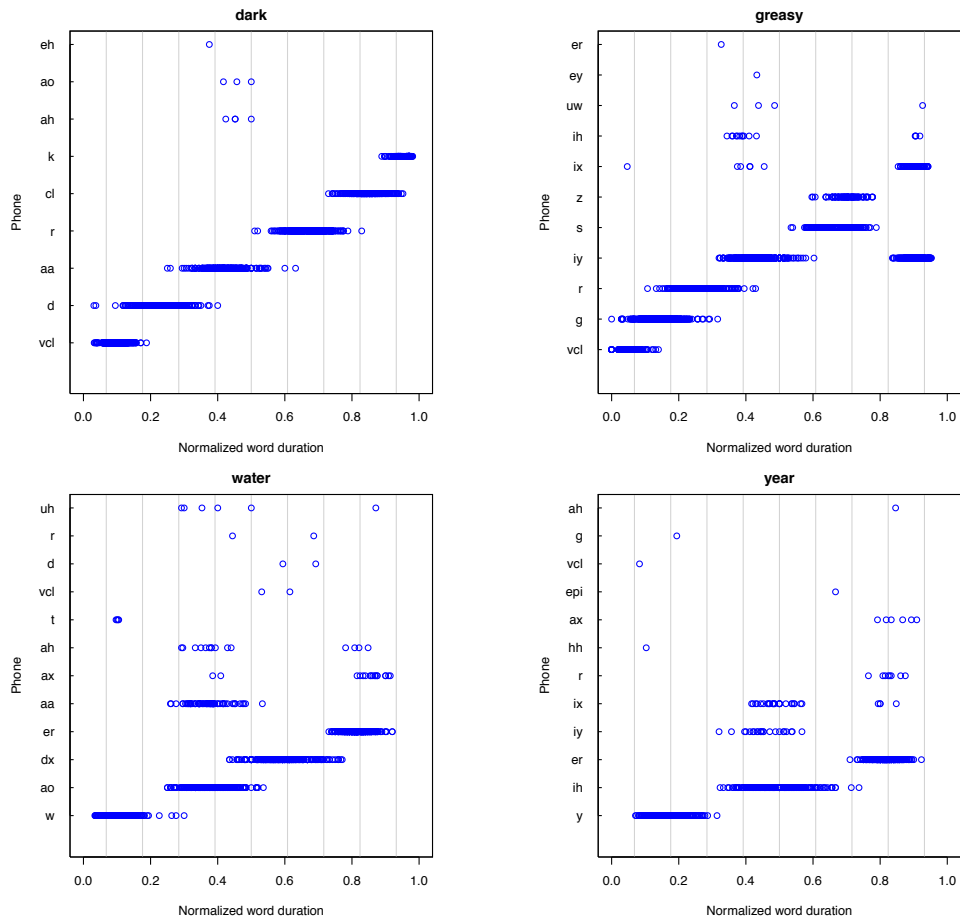 dark
eh
ao
ah
k
cl
r
aa
d
vcl
Phone
0.0 0.2 0.4 0.6 0.8 1.0
Normalized word duration
greasy
er
ey
uw
ih
ix
z
s
iy
r
g
vcl
Phone
0.0 0.2 0.4 0.6 0.8 1.0
Normalized word duration
water
uh
r
d
vcl
t
ah
ax
aa
er
dx
ao
w
Phone
0.0 0.2 0.4 0.6 0.8 1.0
Normalized word duration
year
ah
g
vcl
epi
ax
hh
r
ix
iy
er
ih
y
Phone
0.0 0.2 0.4 0.6 0.8 1.0
Normalized word duration